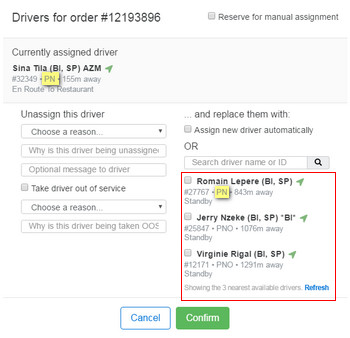 Drivers for order #12193896
Reserve for manual assignment
Currently assigned driver
Sina Tila (BI, SP) AZM
#32349 • PN • 155m away
En Route To Restaurant
Unassign this driver
Choose a reason...
Why is this driver being unassigned
Optional message to driver
Take driver out of service
Choose a reason...
Why is this driver being taken OOS
... and replace them with:
Assign new driver automatically
OR
Search driver name or ID
Romain Lepere (BI, SP)
#27767 • PN • 843m away
Standby
Jerry Nzeke (BI, SP) *BI*
#25847 • PNO • 1076m away
Standby
Virginie Rigal (BI, SP)
#12171 • PNO • 1291m away
Standby
Showing the 3 nearest available drivers. Refresh
Cancel
Confirm